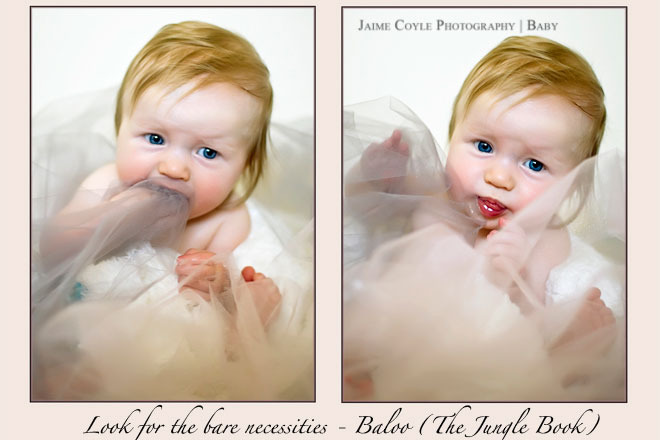 Jaime Coyle Photography | Baby
Look for the bare necessities - Baloo (The Jungle Book)